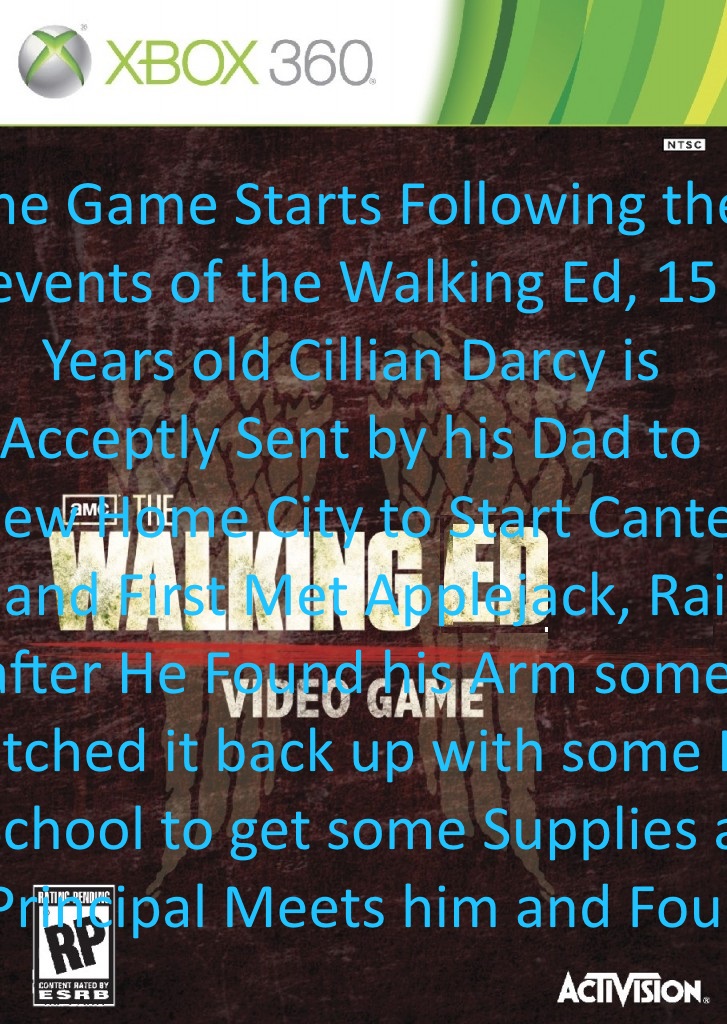 XBOX 360
NTSC
he Game Starts Following the
events of the Walking Ed, 15
Years old Cillian Darcy is
Acceptly Sent by his Dad to
ew Home City to Start Cante
and First Met Applejack, Rai
after He Found his Arm some
tched it back up with some
chool to get some Supplies a
Principal Meets him and Fou
amc THE
WALKING ED
VIDEO GAME
RATING PENDING
RP
CONTENT RATED BY
ESRB
ACTIVISION